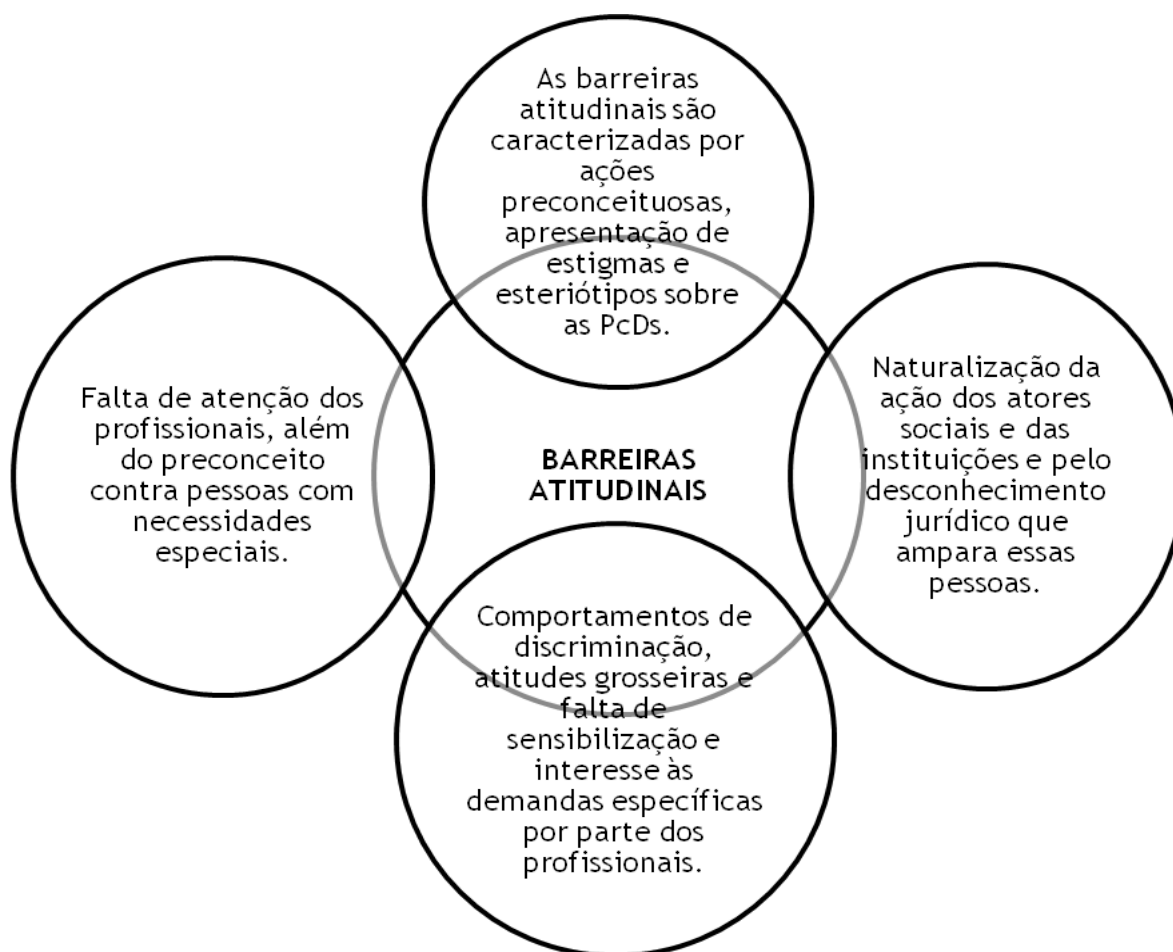 As barreiras
atitudinais são
caracterizadas por
ações
preconceituosas,
apresentação de
estigmas e
esteriótipos sobre
as PcDs.
Falta de atenção dos
profissionais, além
do preconceito
contra pessoas com
necessidades
especiais.
BARREIRAS
ATITUDINAIS
Naturalização da
ação dos atores
sociais e das
instituições e pelo
desconhecimento
jurídico que
ampara essas
pessoas.
Comportamentos de
discriminação,
atitudes grosseiras e
falta de
sensibilização e
interesse às
demandas específicas
por parte dos
profissionais.